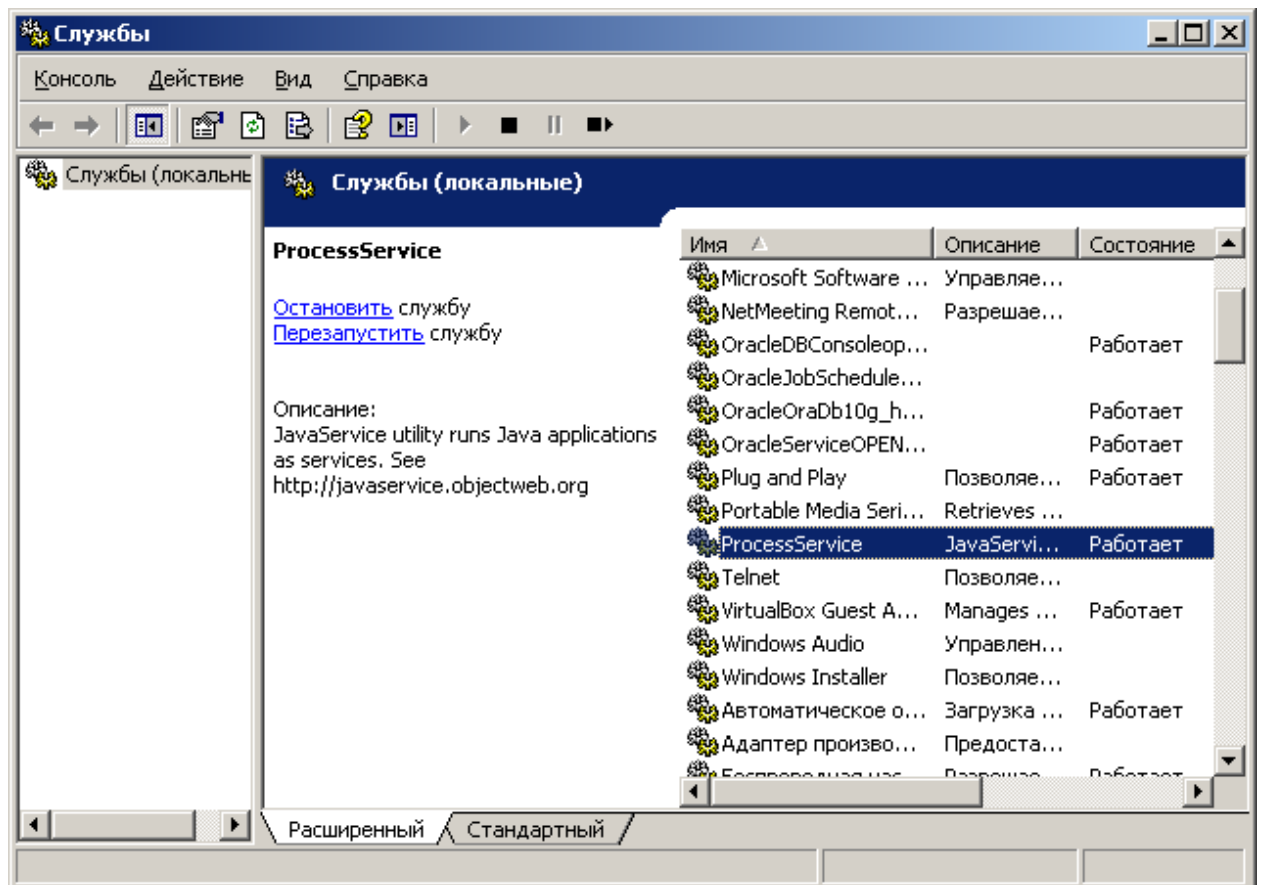 Службы
Консоль Действие Вид Справка
Службы (локальнь
Службы (локальные)
ProcessService
Остановить службу
Перезапустить службу
Описание:
JavaService utility runs Java applications
as services. See
http://javaservice.objectweb.org
Имя Описание Состояние
Microsoft Software ... Управляе...
NetMeeting Remot... Разрешае...
OracleDBConsoleop... Работает
OracleJobSchedule...
OracleOraDb10g_h... Работает
OracleServiceOPEN... Работает
Plug and Play Позволяе... Работает
Portable Media Seri... Retrieves ...
ProcessService JavaServi... Работает
Telnet Позволяе...
VirtualBox Guest A... Manages ... Работает
Windows Audio Управлен...
Windows Installer Позволяе...
Автоматическое о... Загрузка ... Работает
Адаптер произво... Предоста...
Расширенный Стандартный